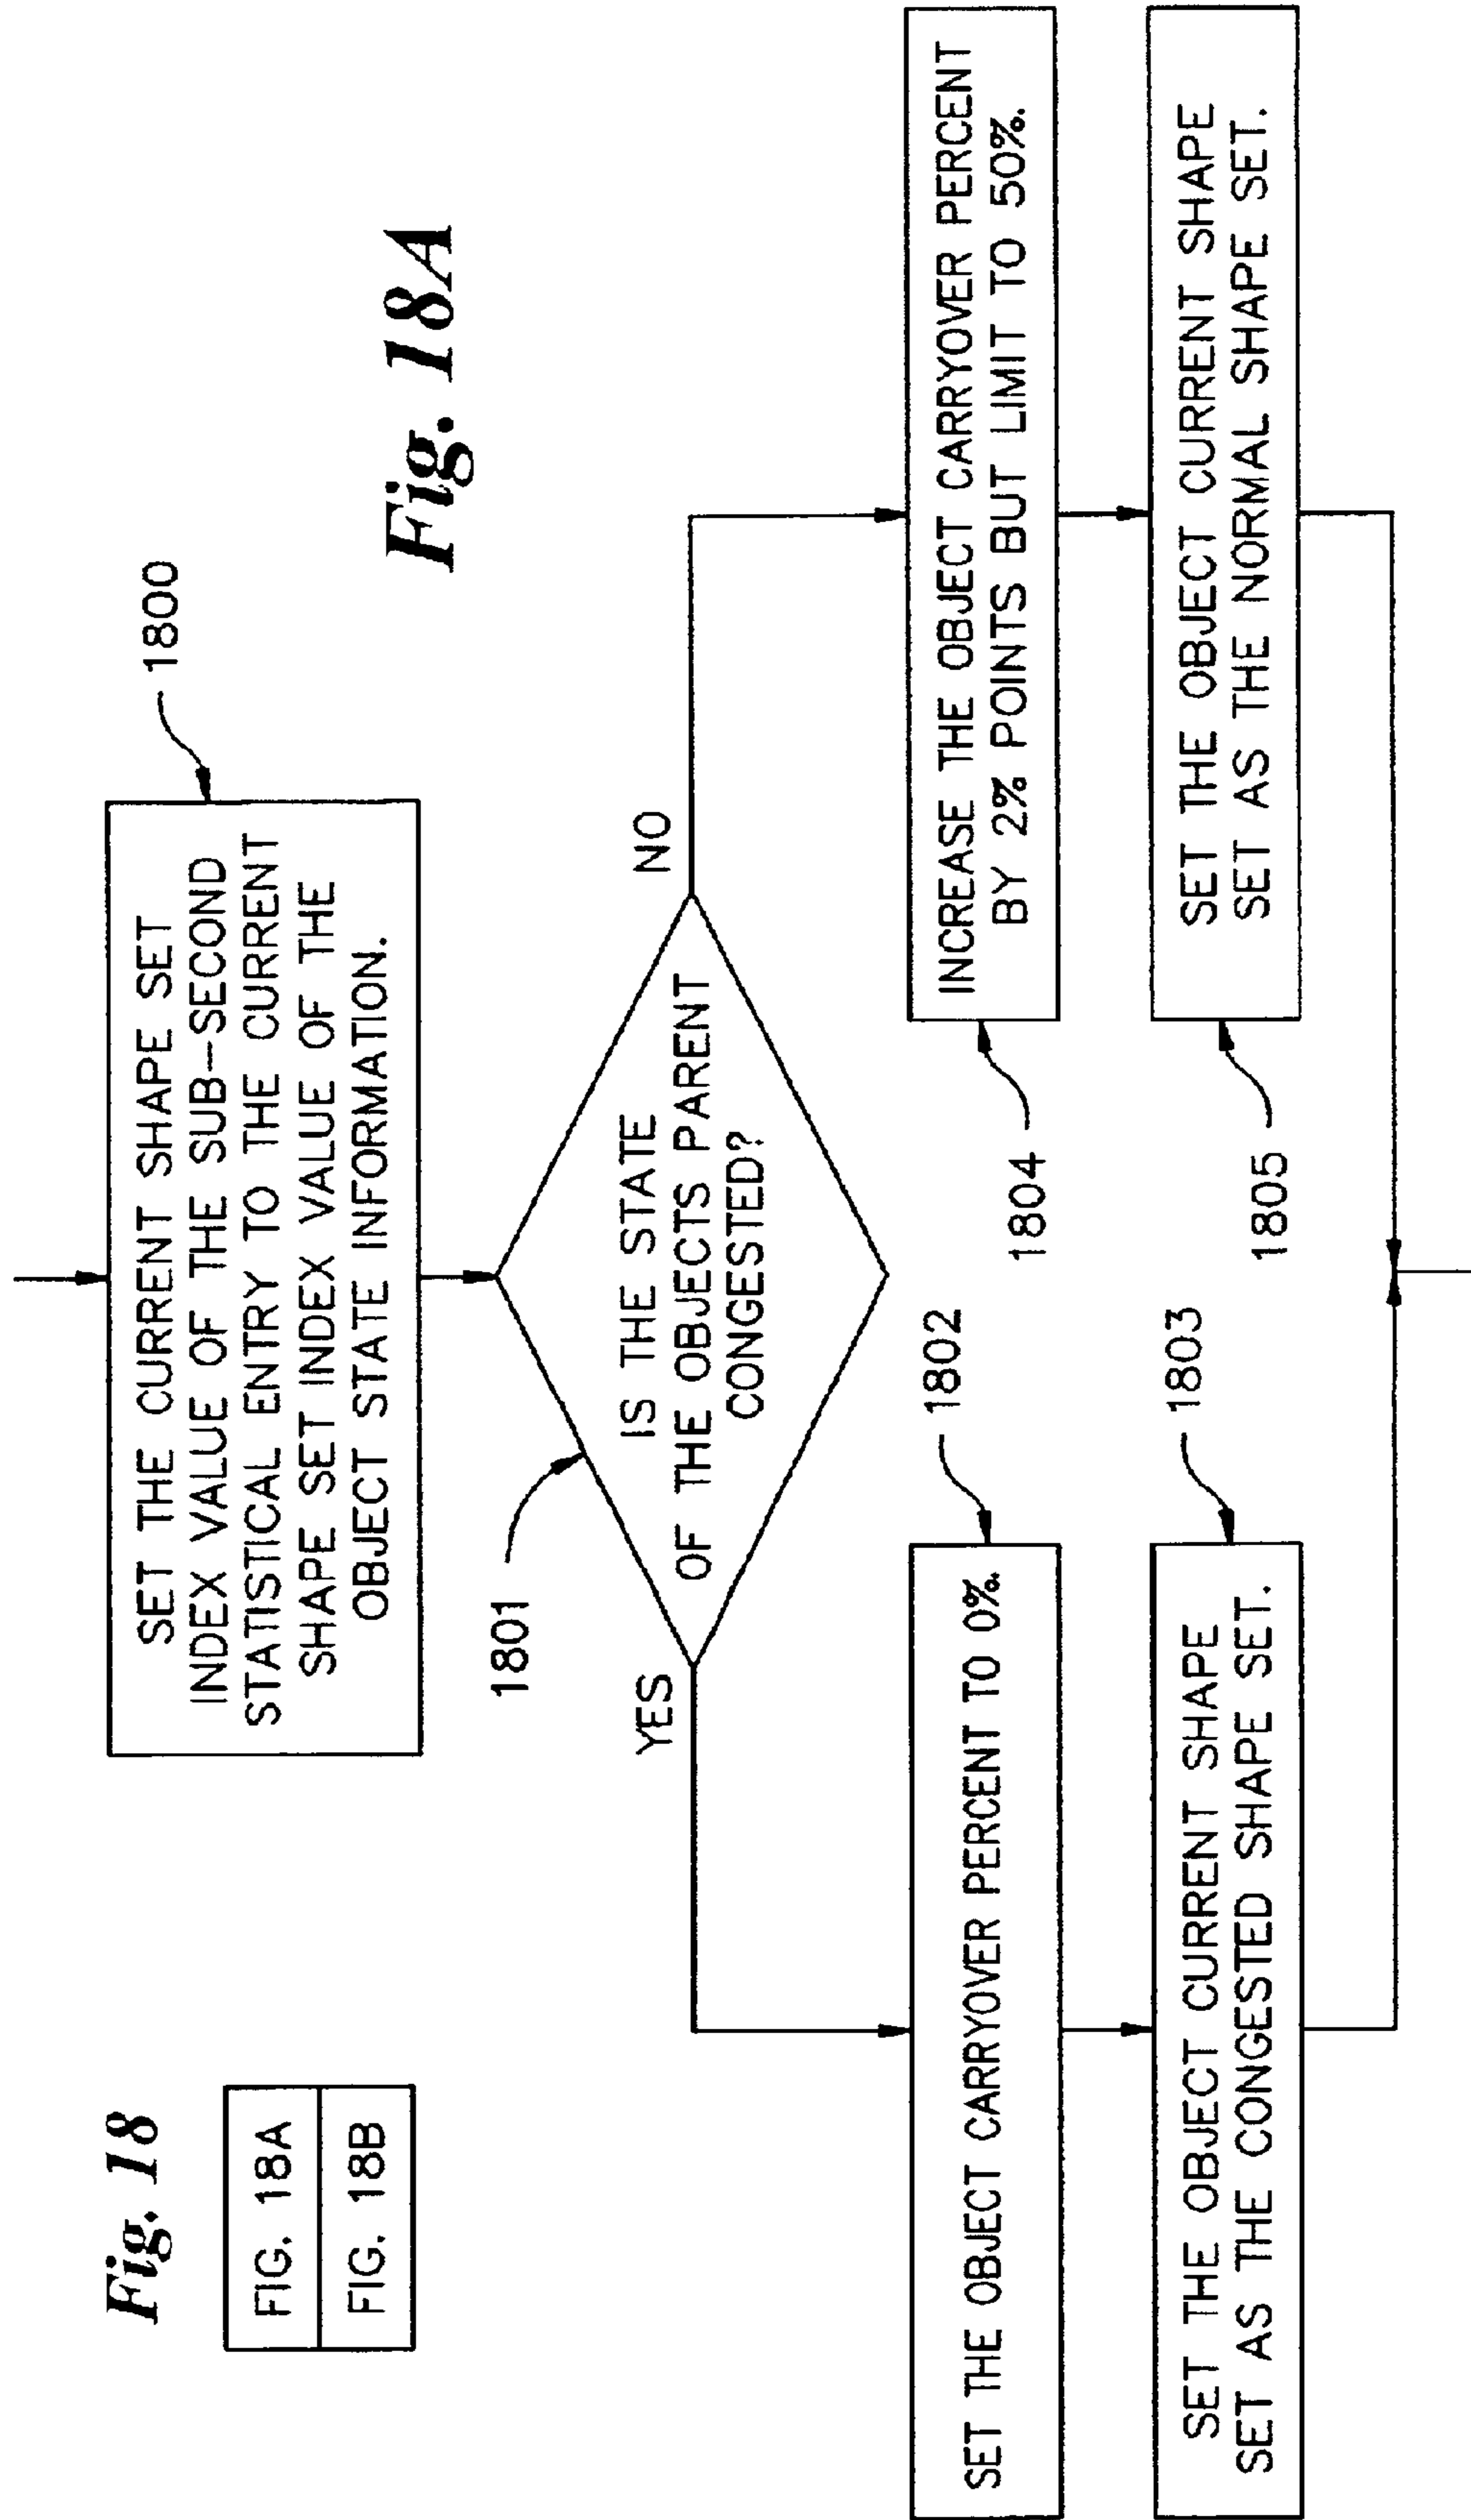 Fig. 18
FIG. 18A
FIG. 18B
Fig. 18A
1800
SET THE CURRENT SHAPE SET
INDEX VALUE OF THE SUB-SECOND
STATISTICAL ENTRY TO THE CURRENT
SHAPE SET INDEX VALUE OF THE
OBJECT STATE INFORMATION.
1801
IS THE STATE
OF THE OBJECTS PARENT
CONGESTED?
YES
NO
SET THE OBJECT CARRYOVER PERCENT TO 0%.
1802
SET THE OBJECT CURRENT SHAPE
SET AS THE CONGESTED SHAPE SET.
1803
INCREASE THE OBJECT CARRYOVER PERCENT
BY 2% POINTS BUT LIMIT TO 50%.
1804
SET THE OBJECT CURRENT SHAPE
SET AS THE NORMAL SHAPE SET.
1805